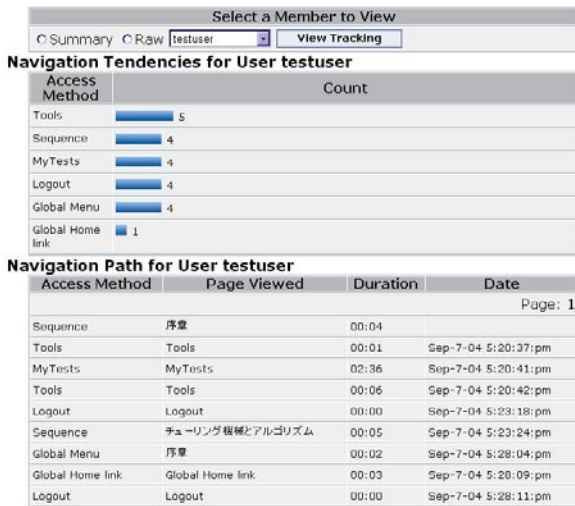 Select a Member to View
Summary Raw testuser View Tracking
Navigation Tendencies for User testuser
Access Method Count
Tools 5
Sequence 4
MyTests 4
Logout 4
Global Menu 4
Global Home link 1
Navigation Path for User testuser
Access Method Page Viewed Duration Date
Page: 1
Sequence 序章 00:04
Tools Tools 00:01 Sep-7-04 5:20:37:pm
MyTests MyTests 02:36 Sep-7-04 5:20:41:pm
Tools Tools 00:06 Sep-7-04 5:20:42:pm
Logout Logout 00:00 Sep-7-04 5:23:18:pm
Sequence チューリング機械とアルゴリズム 00:05 Sep-7-04 5:23:24:pm
Global Menu 序章 00:02 Sep-7-04 5:28:04:pm
Global Home link Global Home link 00:03 Sep-7-04 5:28:09:pm
Logout Logout 00:00 Sep-7-04 5:28:11:pm